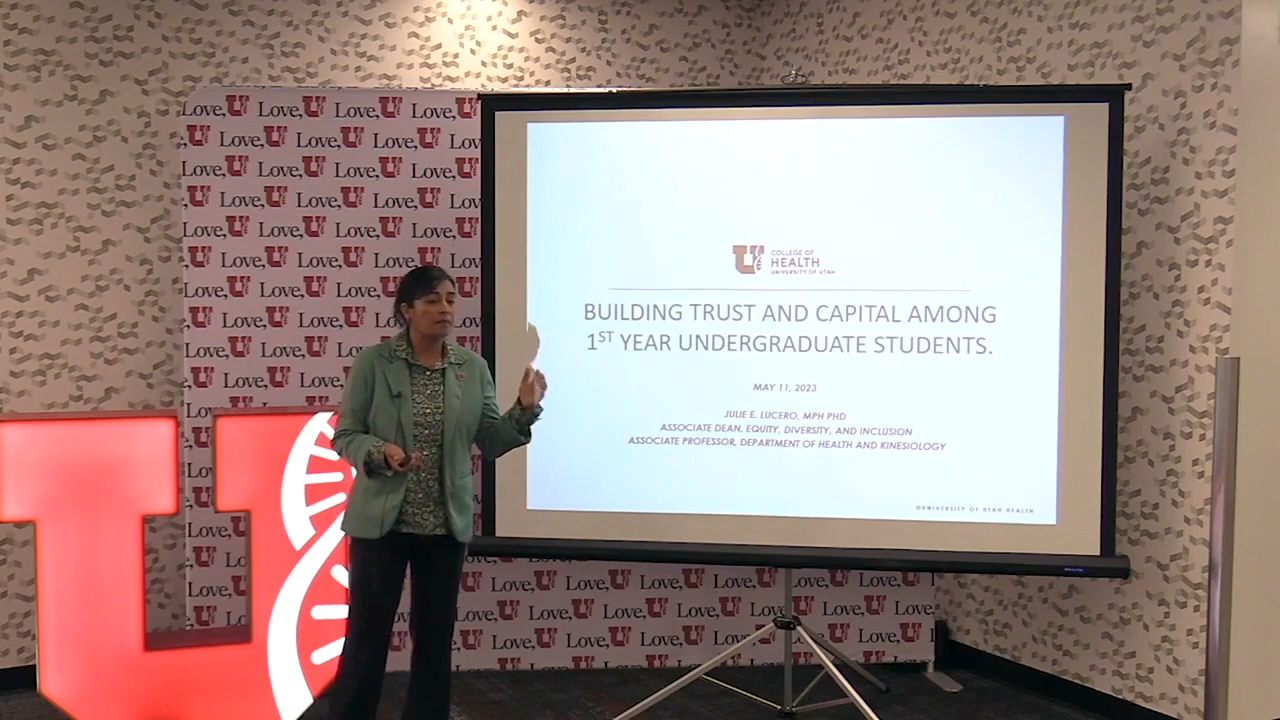 Love, U Love, U Love, U Love, U
COLLEGE OF
HEALTH
UNIVERSITY OF UTAH
BUILDING TRUST AND CAPITAL AMONG
1ST YEAR UNDERGRADUATE STUDENTS.
MAY 11, 2023
JULIE E. LUCERO, MPH PHD
ASSOCIATE DEAN, EQUITY, DIVERSITY, AND INCLUSION
ASSOCIATE PROFESSOR, DEPARTMENT OF HEALTH AND KINESIOLOGY
©UNIVERSITY OF UTAH HEALTH